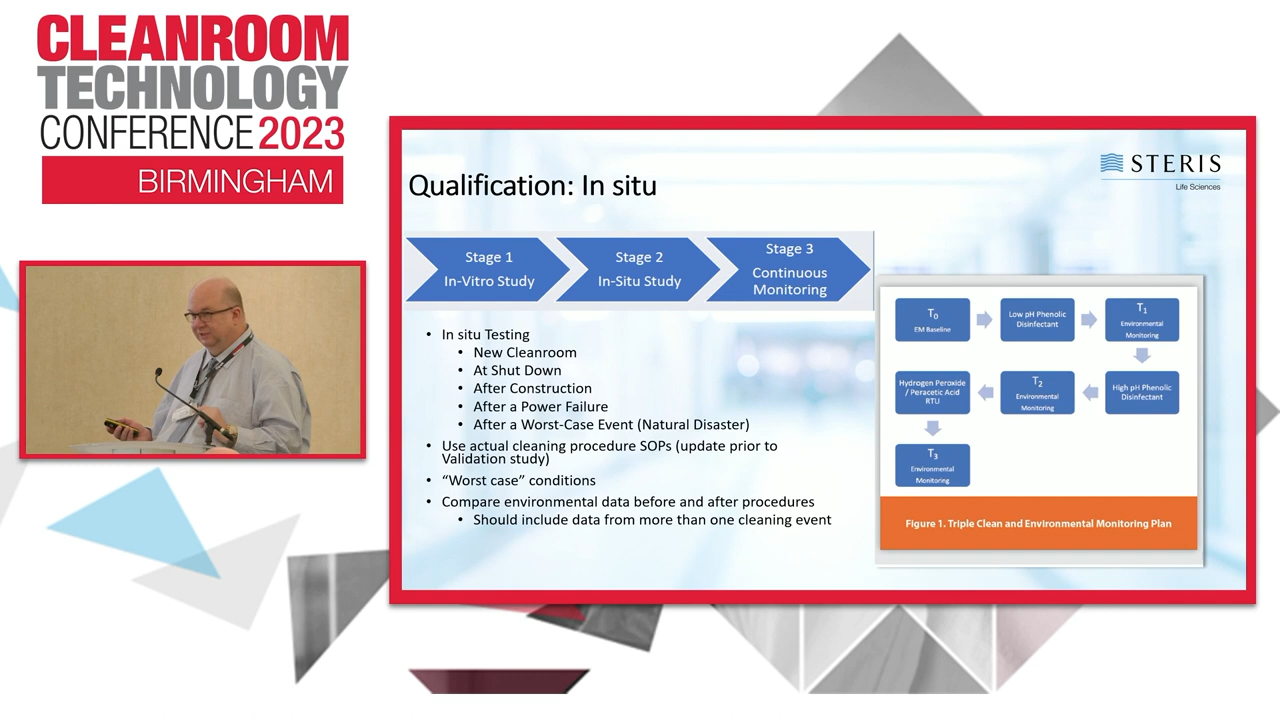 CLEANROOM
TECHNOLOGY
CONFERENCE 2023
BIRMINGHAM
STERIS
Life Sciences
Qualification: In situ
Stage 1
In-Vitro Study
Stage 2
In-Situ Study
Stage 3
Continuous
Monitoring
• In situ Testing
• New Cleanroom
• At Shut Down
• After Construction
• After a Power Failure
• After a Worst-Case Event (Natural Disaster)
• Use actual cleaning procedure SOPs (update prior to
Validation study)
• “Worst case” conditions
• Compare environmental data before and after procedures
• Should include data from more than one cleaning event
T0
EM Baseline
Low pH Phenolic
Disinfectant
T1
Environmental
Monitoring
High pH Phenolic
Disinfectant
T2
Environmental
Monitoring
Hydrogen Peroxide
/ Peracetic Acid
RTU
T3
Environmental
Monitoring
Figure 1. Triple Clean and Environmental Monitoring Plan